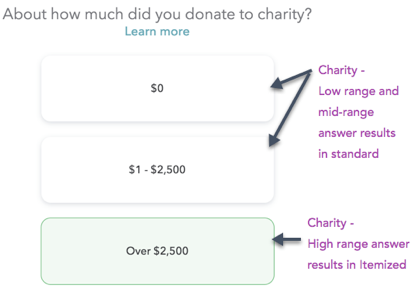 About how much did you donate to charity?
Learn more
$0
$1 - $2,500
Over $2,500
Charity -
Low range and
mid-range
answer results
in standard
Charity -
High range answer
results in Itemized